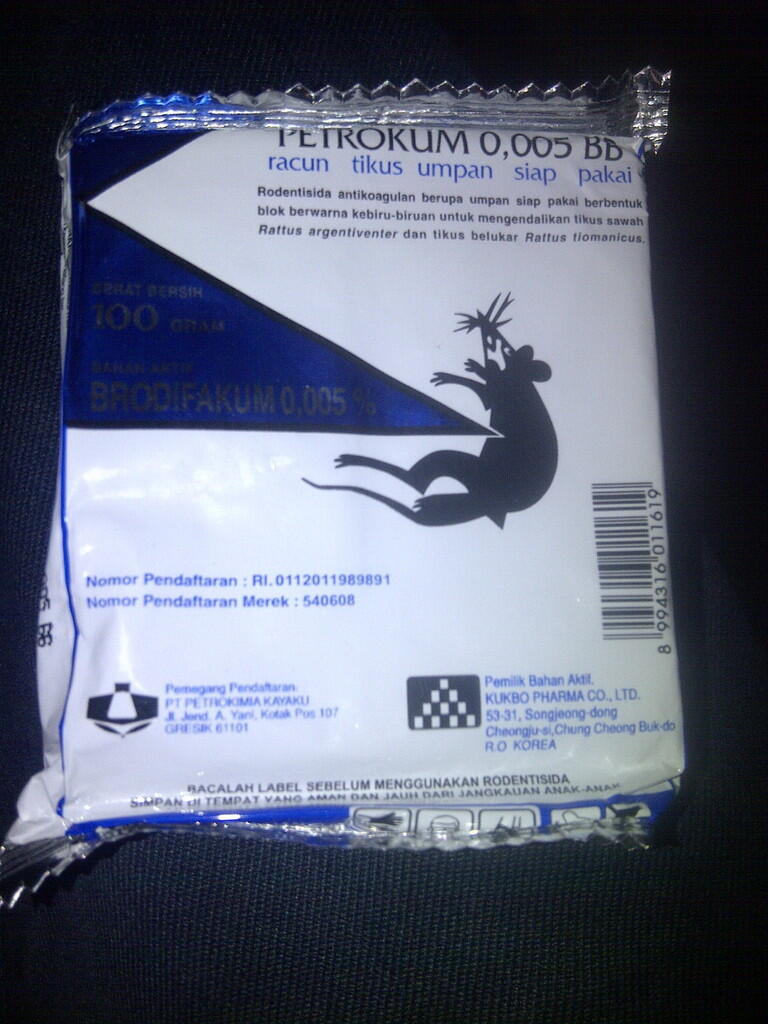 PETROKUM 0,005 BB
racun tikus umpan siap pakai
Rodentisida antikoagulan berupa umpan siap pakai berbentuk
blok berwarna kebiru-biruan untuk mengendalikan tikus sawah
Rattus argentiventer dan tikus belukar Rattus tiomanicus.
BERAT BERSIH
100 GRAM
BAHAN AKTIF
BRODIFAKUM 0,005 %
Nomor Pendaftaran : RI.0112011989891
Nomor Pendaftaran Merek : 540608
8 994316 011619
Pemegang Pendaftaran.
PT PETROKIMIA KAYAKU
Jl. Jend. A. Yani, Kotak Pos 107
GRESIK 61101
Pemilik Bahan Aktif.
KUKBO PHARMA CO., LTD.
53-31, Songjeong-dong
Cheongju-si,Chung Cheong Buk-do
R.O KOREA
BACALAH LABEL SEBELUM MENGGUNAKAN RODENTISIDA
SIMPAN DI TEMPAT YANG AMAN DAN JAUH DARI JANGKAUAN ANAK-ANAK